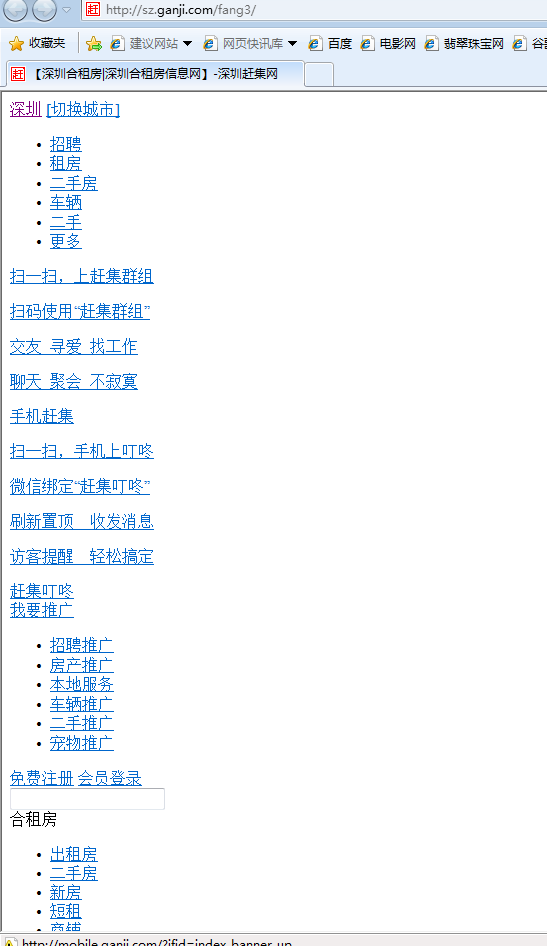 http://sz.ganji.com/fang3/
收藏夹 建议网站 网页快讯库 百度 电影网 翡翠珠宝网
【深圳合租房|深圳合租房信息网】-深圳赶集网
深圳 [切换城市]
招聘
租房
二手房
车辆
二手
更多
扫一扫，上赶集群组
扫码使用“赶集群组”
交友 寻爱 找工作
聊天 聚会 不寂寞
手机赶集
扫一扫，手机上叮咚
微信绑定“赶集叮咚”
刷新置顶 收发消息
访客提醒 轻松搞定
赶集叮咚
我要推广
招聘推广
房产推广
本地服务
车辆推广
二手推广
宠物推广
免费注册 会员登录
合租房
出租房
二手房
新房
短租
商铺
http://mobile.ganji.com/?ifid=index_banner_up